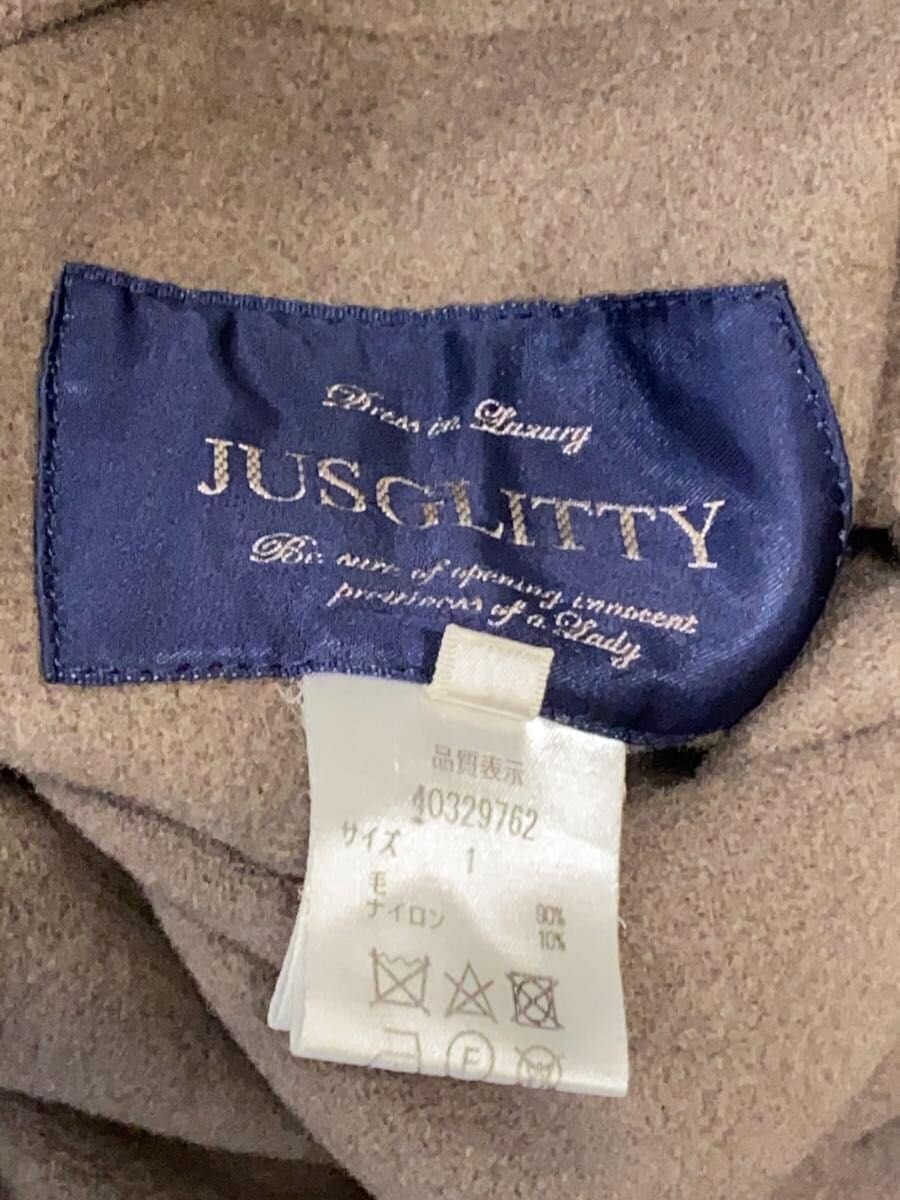 Dress in Luxury
JUSGLITTY
Be sure of opening innocent
prettiness of a Lady
品質表示
40329762
サイズ 1
毛 90%
ナイロン 10%
F